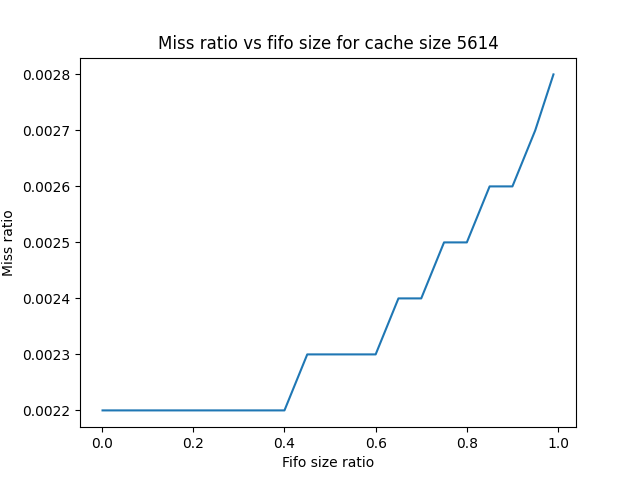 Miss ratio vs fifo size for cache size 5614
0.0028
0.0027
0.0026
0.0025
0.0024
0.0023
0.0022
Miss ratio
0.0 0.2 0.4 0.6 0.8 1.0
Fifo size ratio